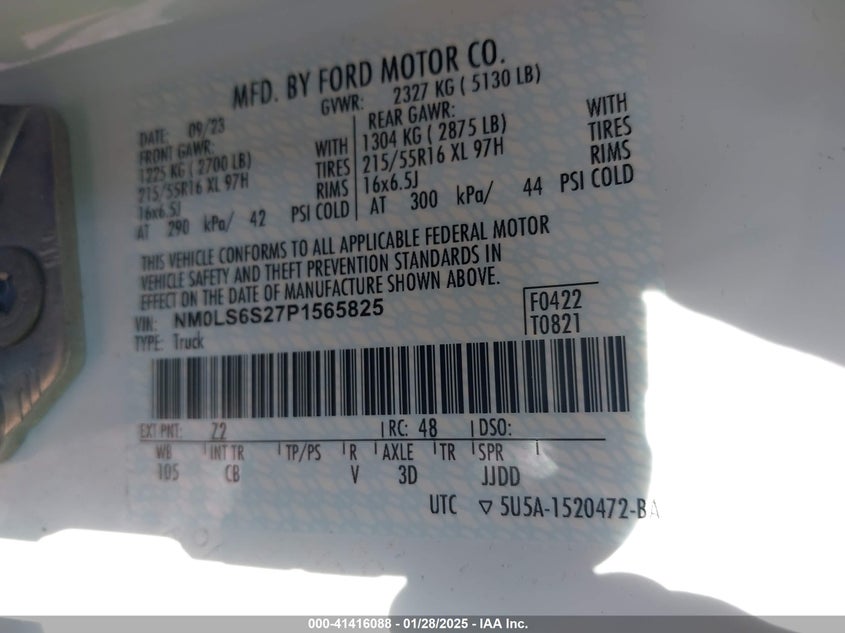 MFD. BY FORD MOTOR CO.
DATE: 09/23
GVWR: 2327 KG ( 5130 LB)
FRONT GAWR:
1225 KG ( 2700 LB) WITH
215/55R16 XL 97H TIRES
16x6.5J RIMS
AT 290 kPa/ 42 PSI COLD
REAR GAWR:
1304 KG ( 2875 LB) WITH
215/55R16 XL 97H TIRES
16x6.5J RIMS
AT 300 kPa/ 44 PSI COLD
THIS VEHICLE CONFORMS TO ALL APPLICABLE FEDERAL MOTOR
VEHICLE SAFETY AND THEFT PREVENTION STANDARDS IN
EFFECT ON THE DATE OF MANUFACTURE SHOWN ABOVE.
VIN: NM0LS6S27P1565825
TYPE: Truck
F0422
T0821
EXT PNT: Z2 RC: 48 DSO:
WB INT TR TP/PS R AXLE TR SPR
105 CB V 3D JJDD
UTC ▽ 5U5A-1520472-BA
000-41416088 - 01/28/2025 - IAA Inc.